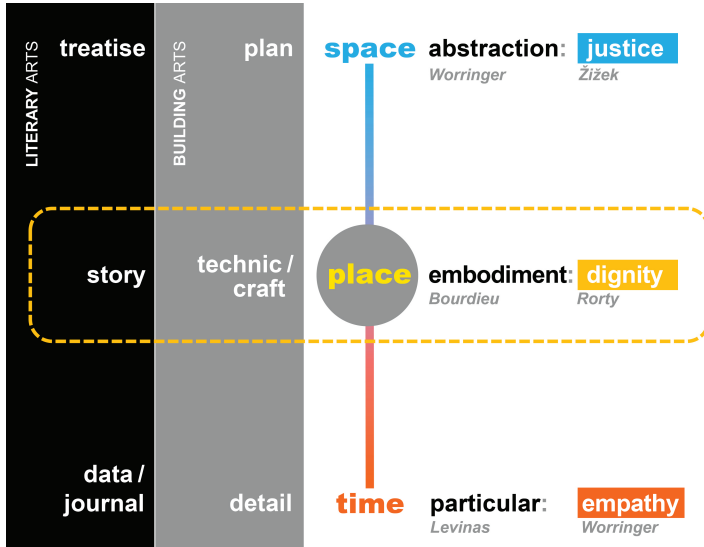 LITERARY ARTS
BUILDING ARTS
treatise
plan
space
abstraction: justice
Worringer
Žižek
story
technic /
craft
place
embodiment: dignity
Bourdieu
Rorty
data /
journal
detail
time
particular: empathy
Levinas
Worringer